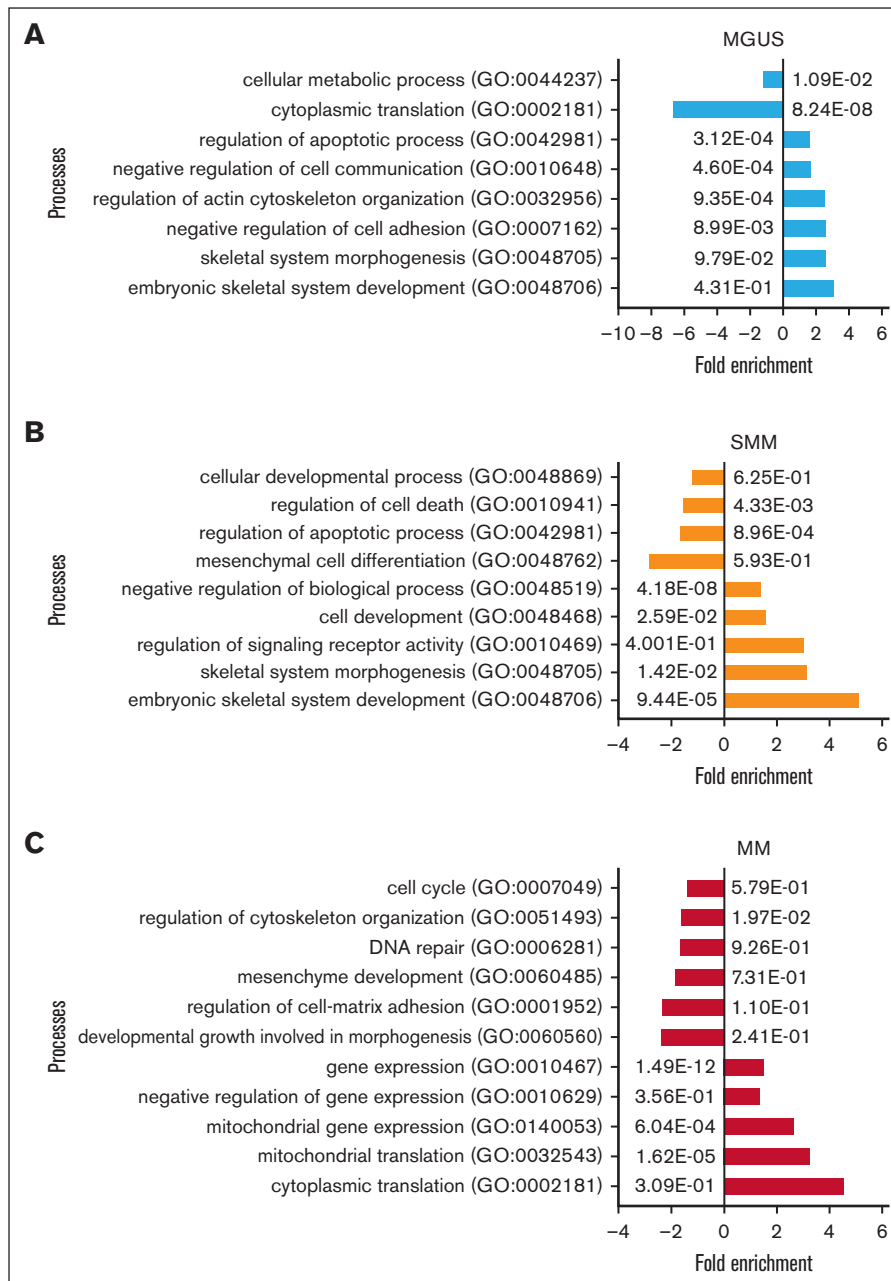 A
MGUS
Processes
cellular metabolic process (GO:0044237) 1.09E-02
cytoplasmic translation (GO:0002181) 8.24E-08
regulation of apoptotic process (GO:0042981) 3.12E-04
negative regulation of cell communication (GO:0010648) 4.60E-04
regulation of actin cytoskeleton organization (GO:0032956) 9.35E-04
negative regulation of cell adhesion (GO:0007162) 8.99E-03
skeletal system morphogenesis (GO:0048705) 9.79E-02
embryonic skeletal system development (GO:0048706) 4.31E-01
−10 −8 −6 −4 −2 0 2 4 6
Fold enrichment
B
SMM
Processes
cellular developmental process (GO:0048869) 6.25E-01
regulation of cell death (GO:0010941) 4.33E-03
regulation of apoptotic process (GO:0042981) 8.96E-04
mesenchymal cell differentiation (GO:0048762) 5.93E-01
negative regulation of biological process (GO:0048519) 4.18E-08
cell development (GO:0048468) 2.59E-02
regulation of signaling receptor activity (GO:0010469) 4.001E-01
skeletal system morphogenesis (GO:0048705) 1.42E-02
embryonic skeletal system development (GO:0048706) 9.44E-05
−4 −2 0 2 4 6
Fold enrichment
C
MM
Processes
cell cycle (GO:0007049) 5.79E-01
regulation of cytoskeleton organization (GO:0051493) 1.97E-02
DNA repair (GO:0006281) 9.26E-01
mesenchyme development (GO:0060485) 7.31E-01
regulation of cell-matrix adhesion (GO:0001952) 1.10E-01
developmental growth involved in morphogenesis (GO:0060560) 2.41E-01
gene expression (GO:0010467) 1.49E-12
negative regulation of gene expression (GO:0010629) 3.56E-01
mitochondrial gene expression (GO:0140053) 6.04E-04
mitochondrial translation (GO:0032543) 1.62E-05
cytoplasmic translation (GO:0002181) 3.09E-01
−4 −2 0 2 4 6
Fold enrichment